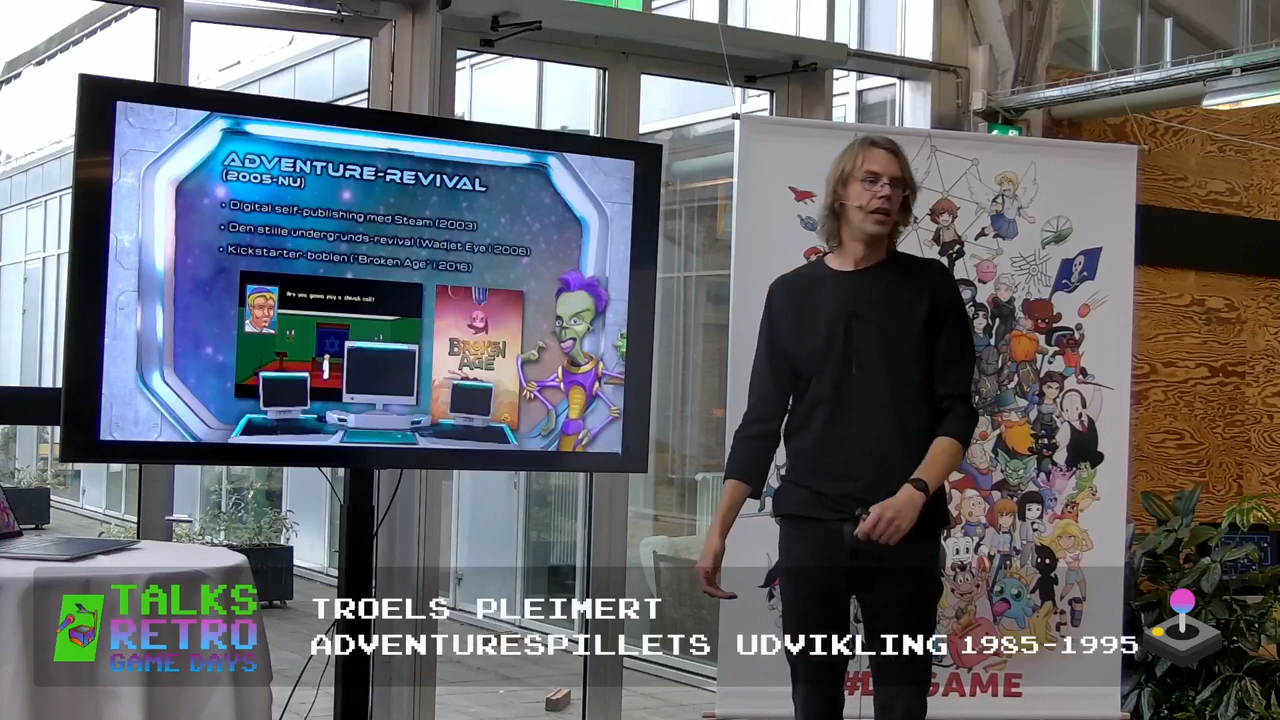 ADVENTURE-REVIVAL
(2005-NU)
• Digital self-publishing med Steam (2003)
• Den stille undergrunds-revival (Wadjet Eye i 2006)
• Kickstarter-boblen ("Broken Age" i 2016)
Are you gonna pay a shivah call?
BROKEN
AGE
TALKS
RETRO
GAME DAYS
TROELS PLEIMERT
ADVENTURESPILLETS UDVIKLING 1985-1995
GAME